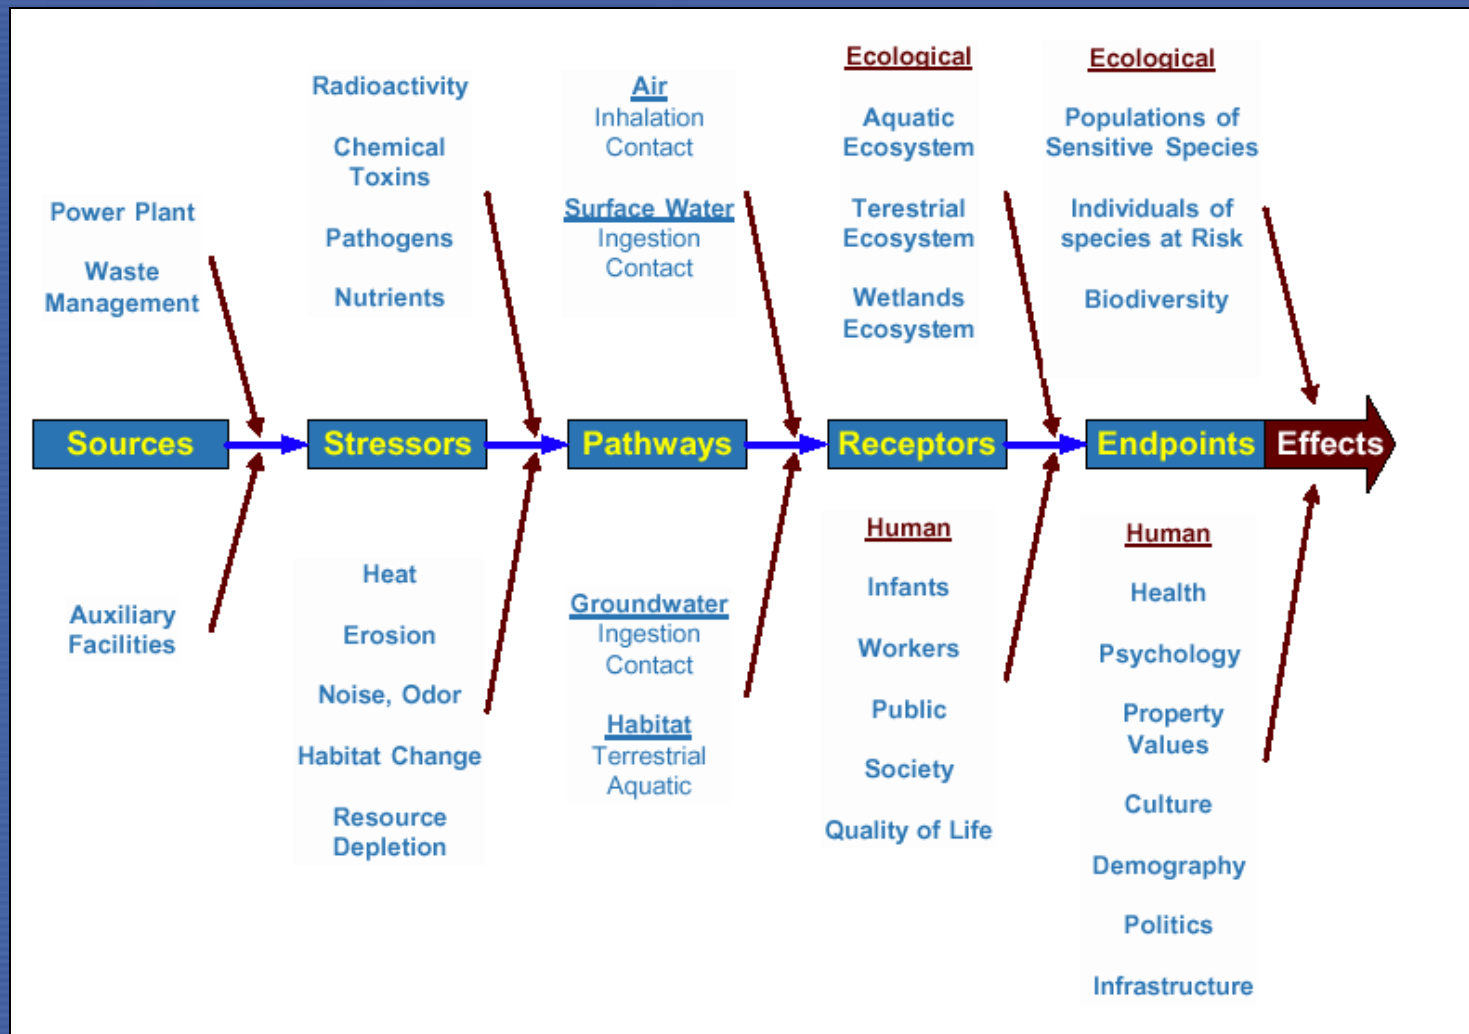 Power Plant
Waste
Management
Radioactivity
Chemical
Toxins
Pathogens
Nutrients
Air
Inhalation
Contact
Surface Water
Ingestion
Contact
Ecological
Aquatic
Ecosystem
Terestrial
Ecosystem
Wetlands
Ecosystem
Ecological
Populations of
Sensitive Species
Individuals of
species at Risk
Biodiversity
Sources
Stressors
Pathways
Receptors
Endpoints
Effects
Auxiliary
Facilities
Heat
Erosion
Noise, Odor
Habitat Change
Resource
Depletion
Groundwater
Ingestion
Contact
Habitat
Terrestrial
Aquatic
Human
Infants
Workers
Public
Society
Quality of Life
Human
Health
Psychology
Property
Values
Culture
Demography
Politics
Infrastructure